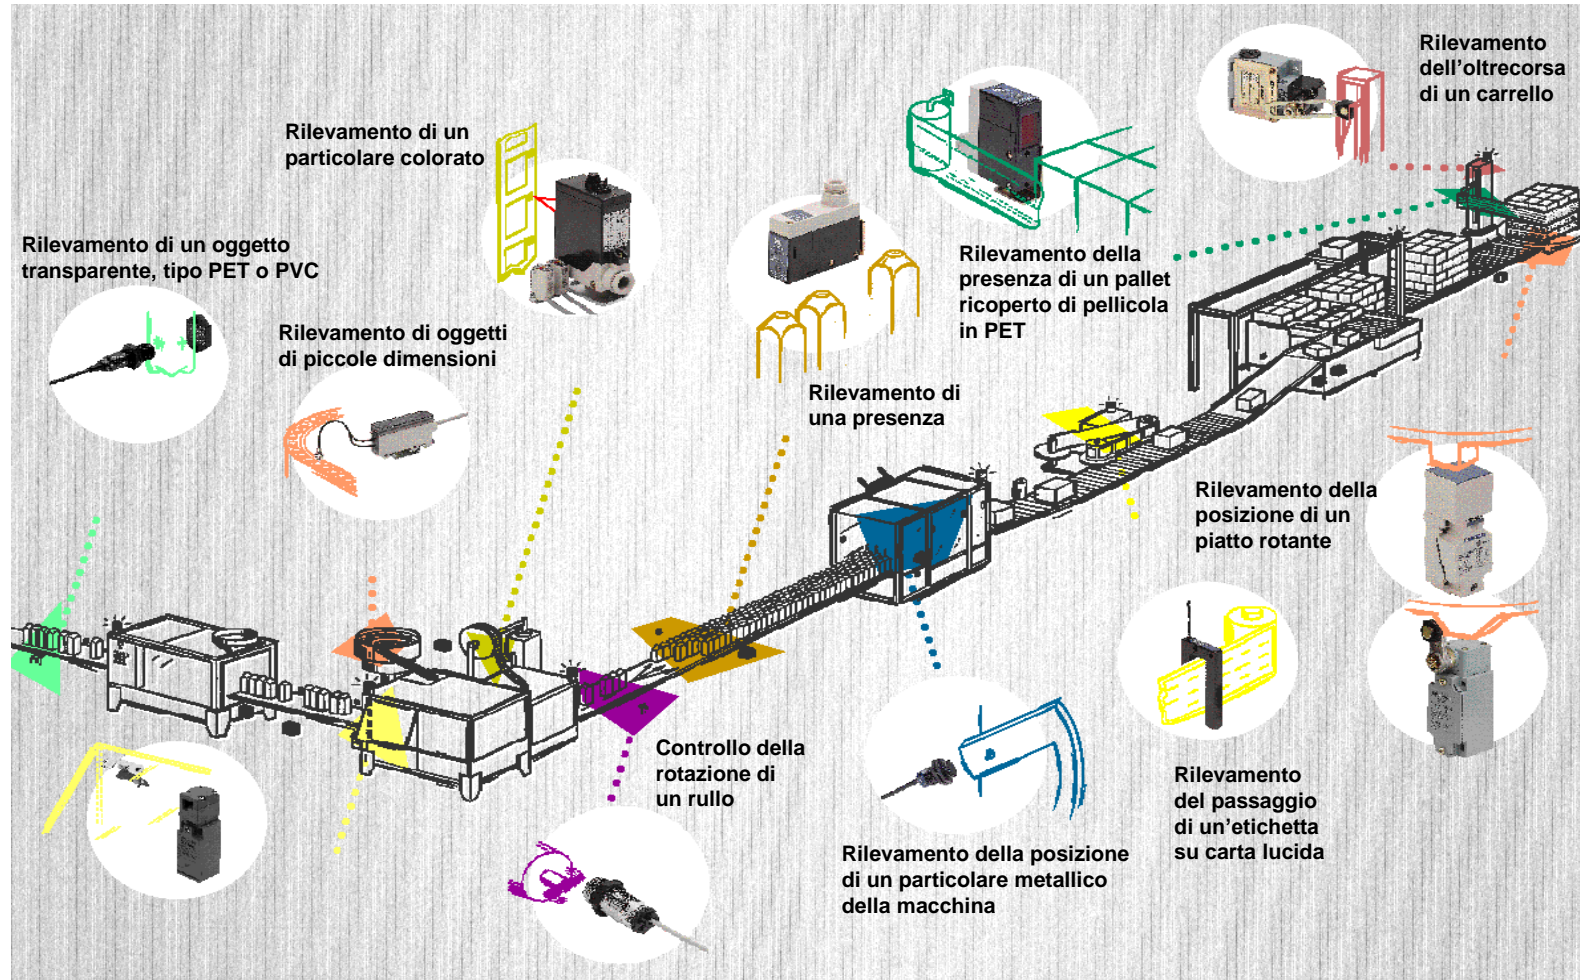 Rilevamento
dell'oltrecorsa
di un carrello
Rilevamento di un
particolare colorato
Rilevamento di un oggetto
transparente, tipo PET o PVC
Rilevamento della
presenza di un pallet
ricoperto di pellicola
in PET
Rilevamento di oggetti
di piccole dimensioni
Rilevamento di
una presenza
Rilevamento della
posizione di un
piatto rotante
Controllo della
rotazione di
un rullo
Rilevamento
del passaggio
di un'etichetta
su carta lucida
Rilevamento della posizione
di un particolare metallico
della macchina